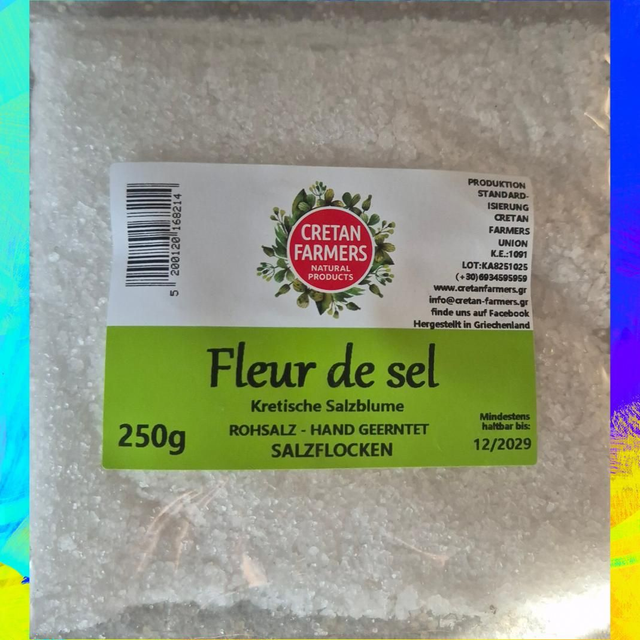 5 200120 168214
CRETAN
FARMERS
NATURAL
PRODUCTS
PRODUKTION
STANDARD-
ISIERUNG
CRETAN
FARMERS
UNION
K.E.:1091
LOT:KA8251025
(+30)6934595959
www.cretanfarmers.gr
info@cretan-farmers.gr
finde uns auf Facebook
Hergestellt in Griechenland
Fleur de sel
Kretische Salzblume
250g
ROHSALZ - HAND GEERNTET
SALZFLOCKEN
Mindestens
haltbar bis:
12/2029